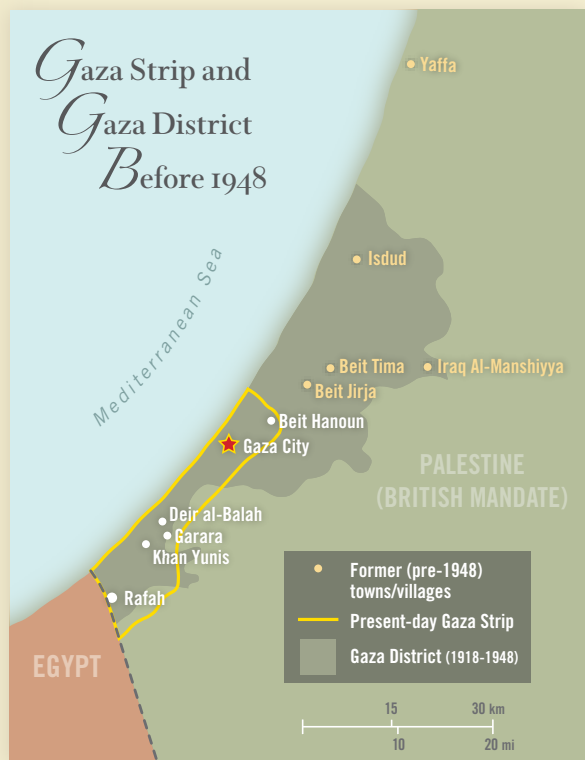 Gaza Strip and
Gaza District
Before 1948
Yaffa
Mediterranean Sea
Isdud
Beit Tima
Iraq Al-Manshiyya
Beit Jirja
Beit Hanoun
Gaza City
PALESTINE
(BRITISH MANDATE)
Deir al-Balah
Garara
Khan Yunis
Rafah
EGYPT
Former (pre-1948)
towns/villages
Present-day Gaza Strip
Gaza District (1918-1948)
15 30 km
10 20 mi